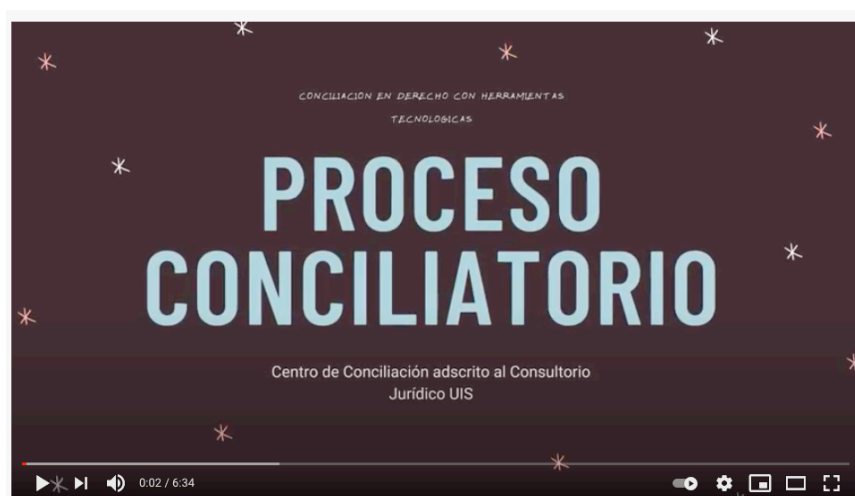 CONCILIACION EN DERECHO CON HERRAMIENTAS
TECNOLOGICAS
PROCESO
CONCILIATORIO
Centro de Conciliación adscrito al Consultorio
Jurídico UIS
0:02 / 6:34